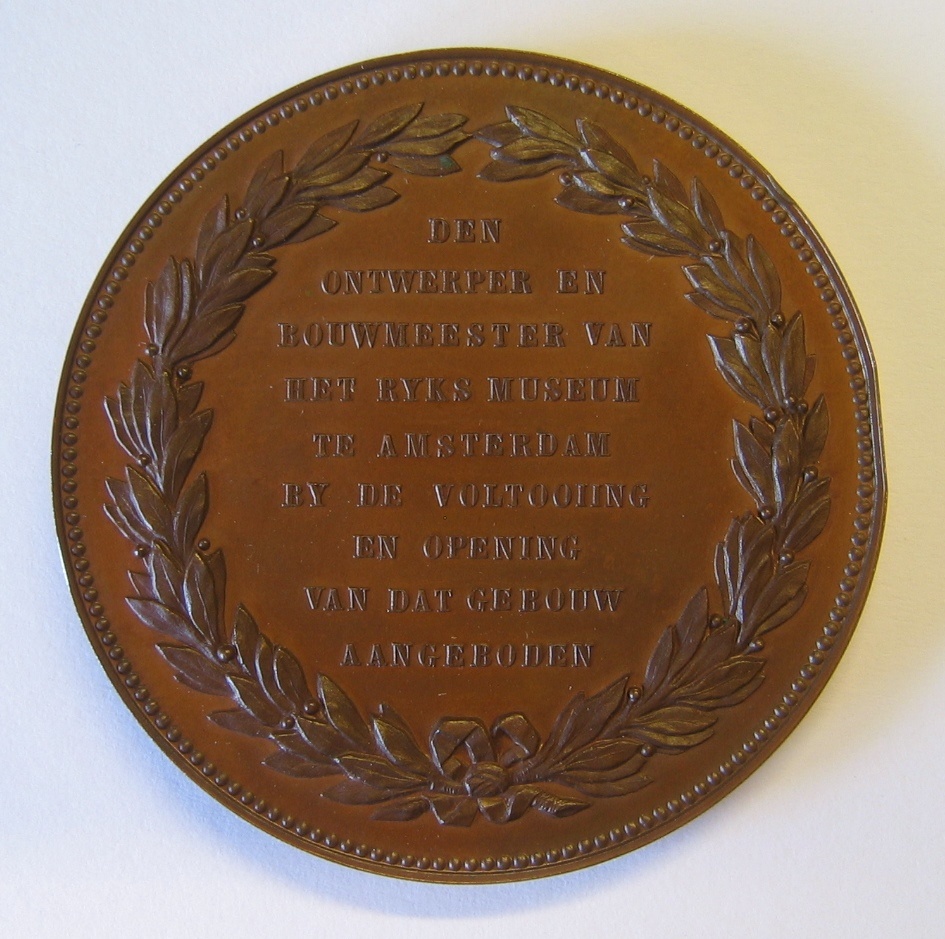 DEN
ONTWERPER EN
BOUWMEESTER VAN
HET RYKS MUSEUM
TE AMSTERDAM
BY DE VOLTOOIING
EN OPENING
VAN DAT GEBOUW
AANGEBODEN